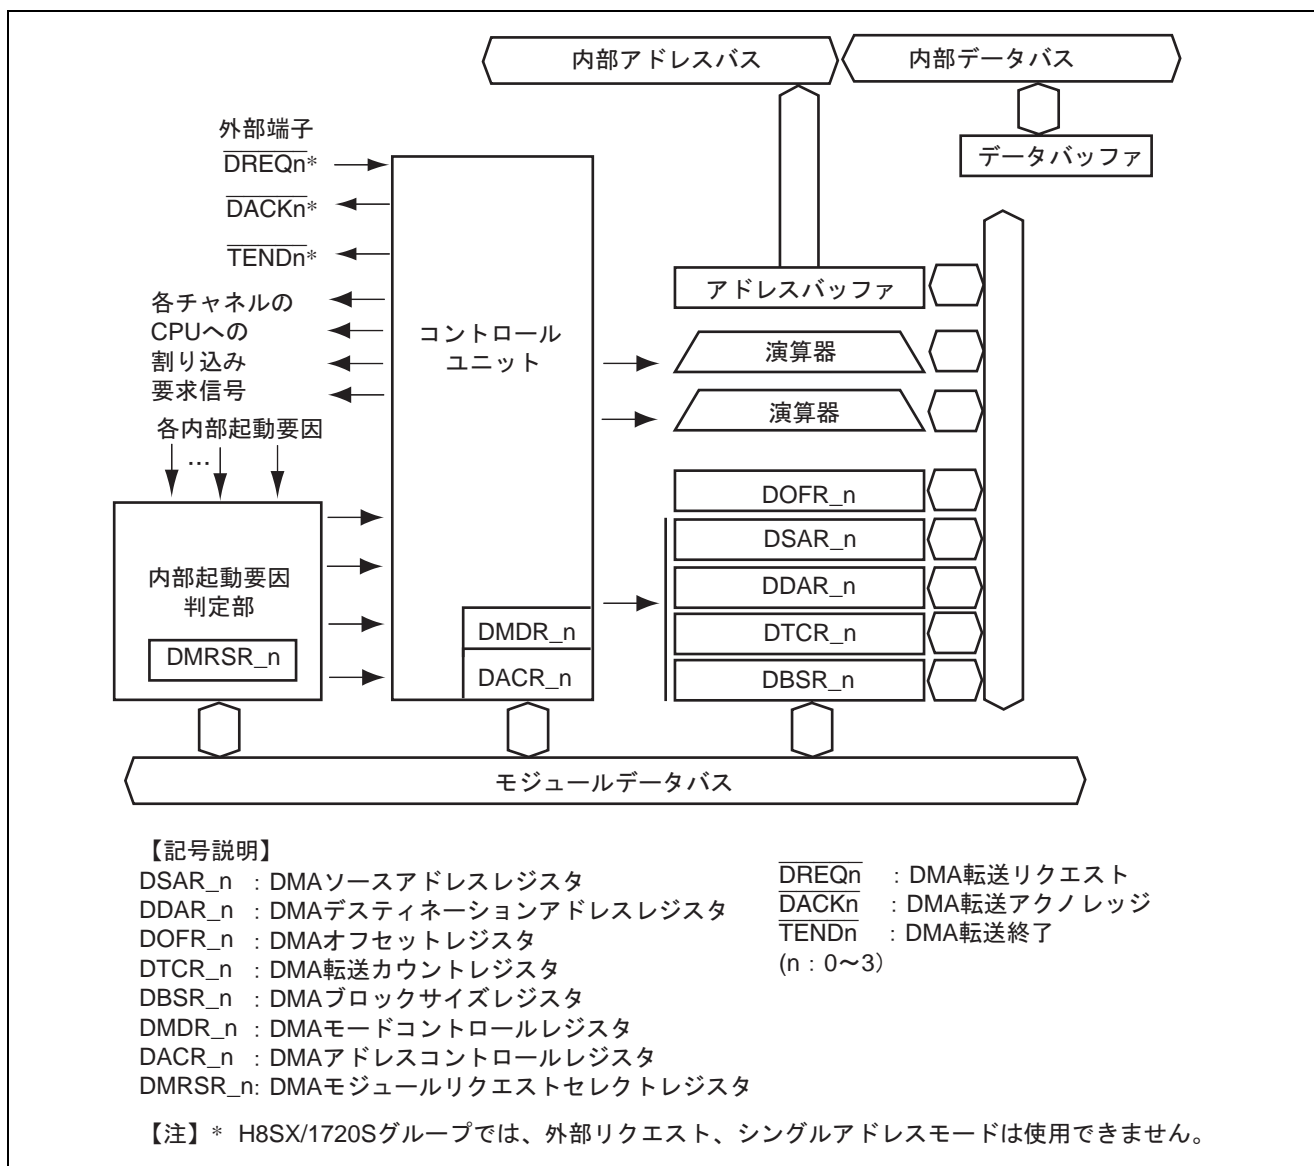 内部アドレスバス
内部データバス
データバッファ
外部端子
DREQn*
DACKn*
TENDn*
各チャネルの
CPUへの
割り込み
要求信号
各内部起動要因
...
内部起動要因
判定部
DMRSR_n
コントロール
ユニット
DMDR_n
DACR_n
アドレスバッファ
演算器
演算器
DOFR_n
DSAR_n
DDAR_n
DTCR_n
DBSR_n
モジュールデータバス
【記号説明】
DSAR_n : DMAソースアドレスレジスタ
DDAR_n : DMAデスティネーションアドレスレジスタ
DOFR_n : DMAオフセットレジスタ
DTCR_n : DMA転送カウントレジスタ
DBSR_n : DMAブロックサイズレジスタ
DMDR_n : DMAモードコントロールレジスタ
DACR_n : DMAアドレスコントロールレジスタ
DMRSR_n: DMAモジュールリクエストセレクトレジスタ
DREQn : DMA転送リクエスト
DACKn : DMA転送アクノレッジ
TENDn : DMA転送終了
(n : 0〜3）
【注】* H8SX/1720Sグループでは、外部リクエスト、シングルアドレスモードは使用できません。